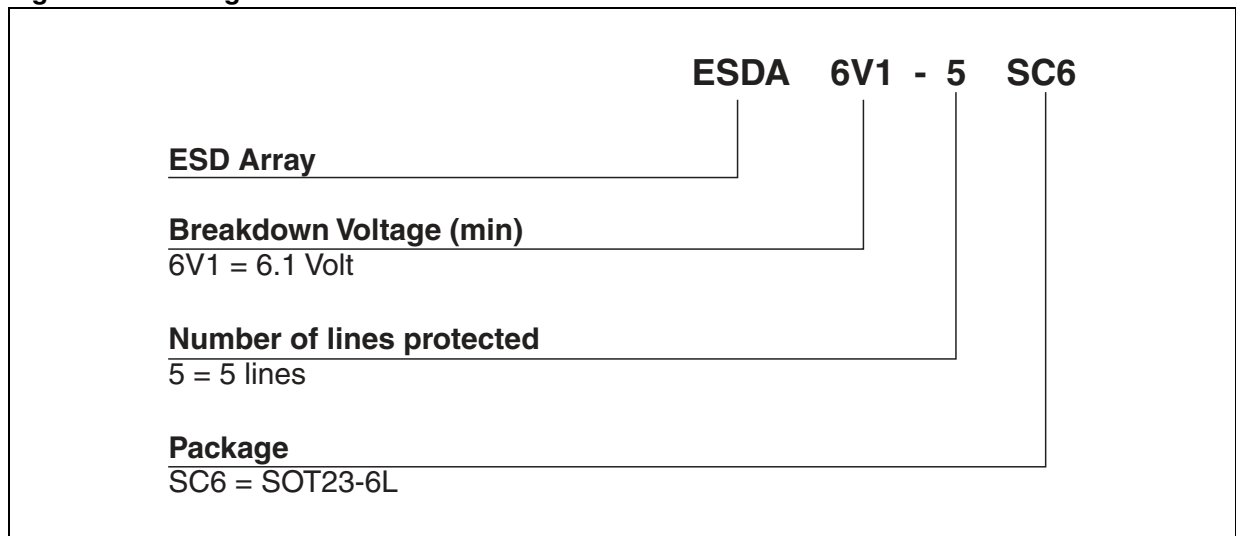 ESDA 6V1 - 5 SC6
ESD Array
Breakdown Voltage (min)
6V1 = 6.1 Volt
Number of lines protected
5 = 5 lines
Package
SC6 = SOT23-6L